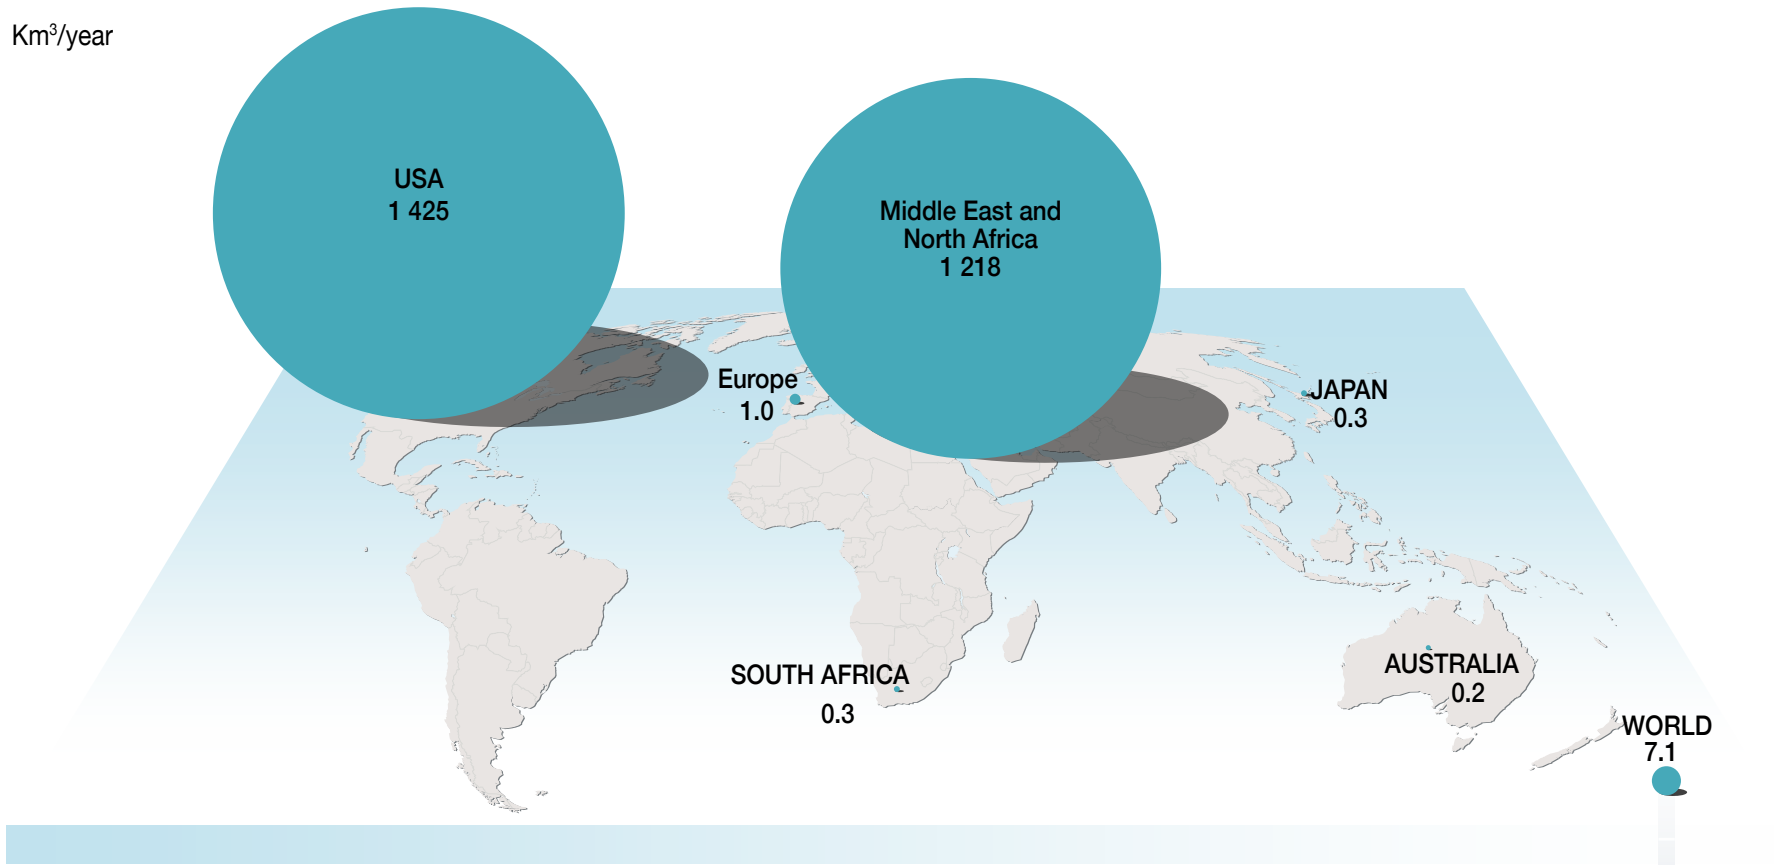 Km³/year
USA
1 425
Middle East and
North Africa
1 218
Europe
1.0
JAPAN
0.3
SOUTH AFRICA
0.3
AUSTRALIA
0.2
WORLD
7.1